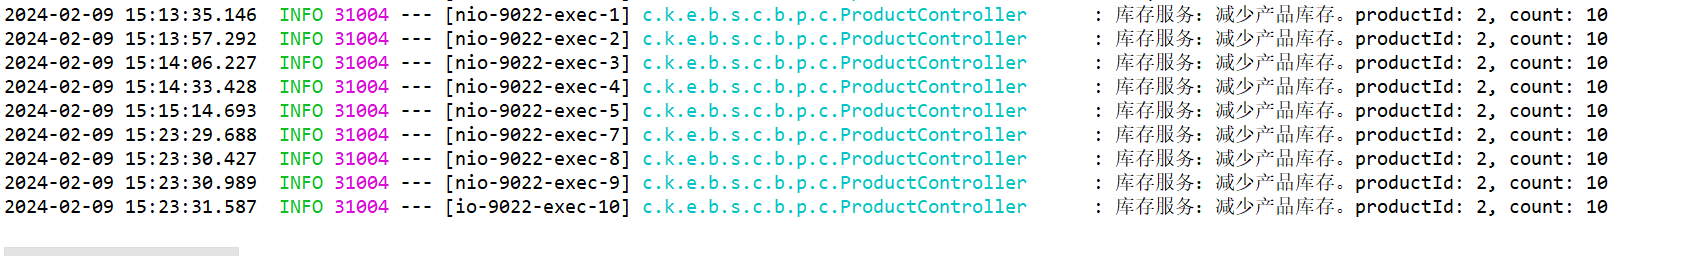 2024-02-09 15:13:35.146  INFO 31004 --- [nio-9022-exec-1] c.k.e.b.s.c.b.p.c.ProductController      : 库存服务：减少产品库存。productId: 2, count: 10
2024-02-09 15:13:57.292  INFO 31004 --- [nio-9022-exec-2] c.k.e.b.s.c.b.p.c.ProductController      : 库存服务：减少产品库存。productId: 2, count: 10
2024-02-09 15:14:06.227  INFO 31004 --- [nio-9022-exec-3] c.k.e.b.s.c.b.p.c.ProductController      : 库存服务：减少产品库存。productId: 2, count: 10
2024-02-09 15:14:33.428  INFO 31004 --- [nio-9022-exec-4] c.k.e.b.s.c.b.p.c.ProductController      : 库存服务：减少产品库存。productId: 2, count: 10
2024-02-09 15:15:14.693  INFO 31004 --- [nio-9022-exec-5] c.k.e.b.s.c.b.p.c.ProductController      : 库存服务：减少产品库存。productId: 2, count: 10
2024-02-09 15:23:29.688  INFO 31004 --- [nio-9022-exec-7] c.k.e.b.s.c.b.p.c.ProductController      : 库存服务：减少产品库存。productId: 2, count: 10
2024-02-09 15:23:30.427  INFO 31004 --- [nio-9022-exec-8] c.k.e.b.s.c.b.p.c.ProductController      : 库存服务：减少产品库存。productId: 2, count: 10
2024-02-09 15:23:30.989  INFO 31004 --- [nio-9022-exec-9] c.k.e.b.s.c.b.p.c.ProductController      : 库存服务：减少产品库存。productId: 2, count: 10
2024-02-09 15:23:31.587  INFO 31004 --- [io-9022-exec-10] c.k.e.b.s.c.b.p.c.ProductController      : 库存服务：减少产品库存。productId: 2, count: 10